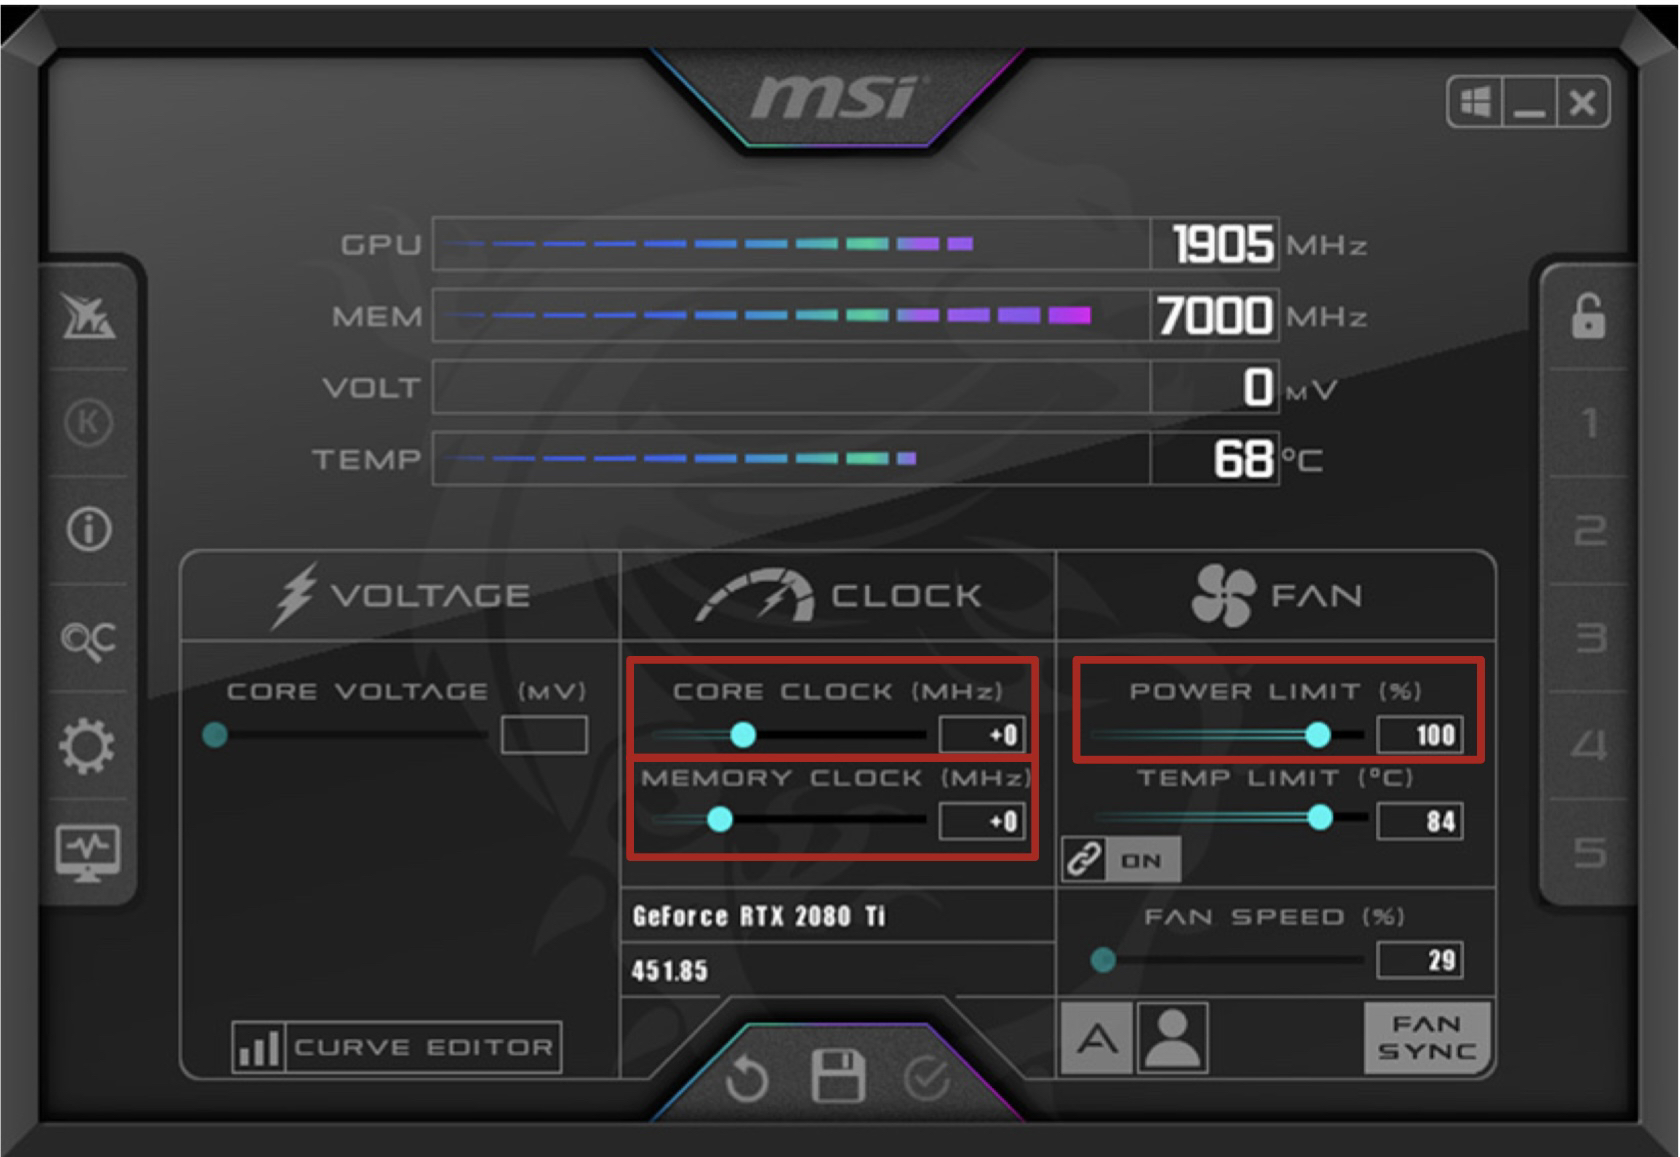 msi
GPU 1905 MHz
MEM 7000 MHz
VOLT 0 mV
TEMP 68 °C
K
i
C
1
2
3
4
5
VOLTAGE
CORE VOLTAGE (MV)
CLOCK
CORE CLOCK (MHz)
+0
MEMORY CLOCK (MHz)
+0
GeForce RTX 2080 Ti
451.85
FAN
POWER LIMIT (%)
100
TEMP LIMIT (°C)
84
ON
FAN SPEED (%)
29
A
FAN
SYNC
CURVE EDITOR